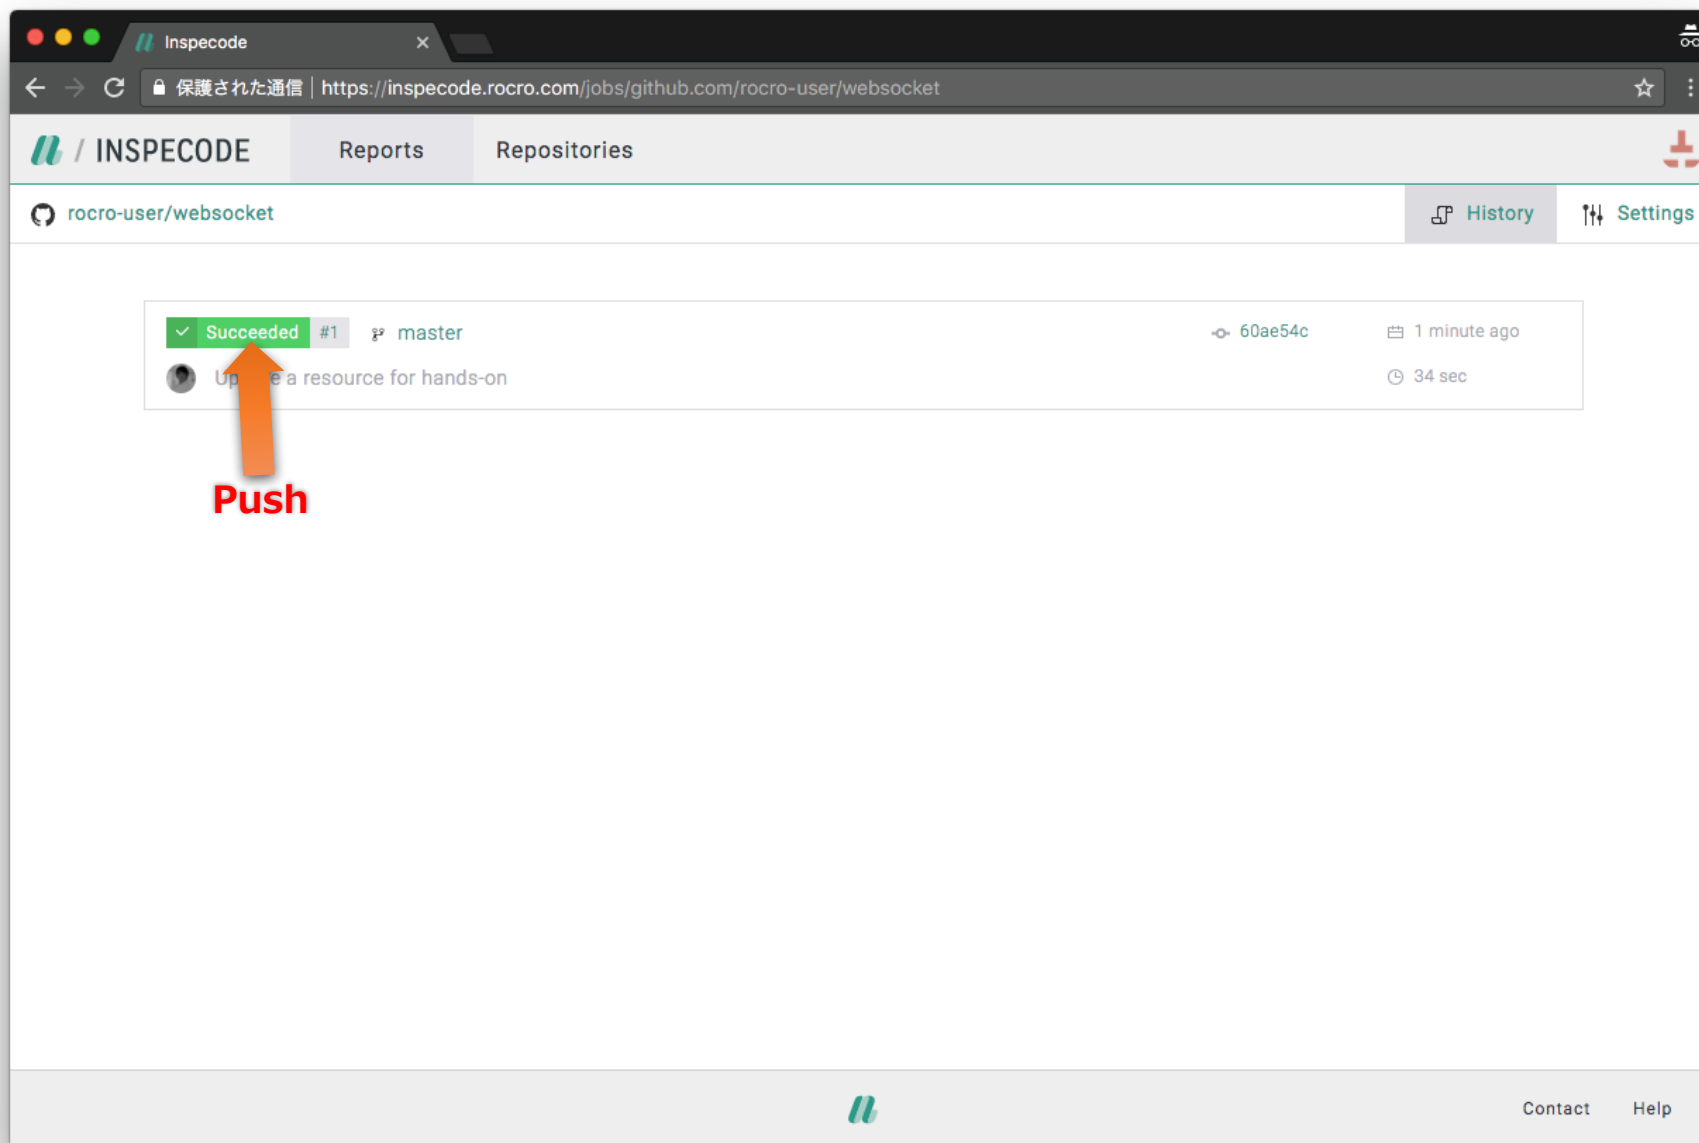 Inspecode
保護された通信 | https://inspecode.rocro.com/jobs/github.com/rocro-user/websocket
/ INSPECODE Reports Repositories
rocro-user/websocket History Settings
Succeeded #1 master 60ae54c 1 minute ago
a resource for hands-on 34 sec
Push
Contact Help